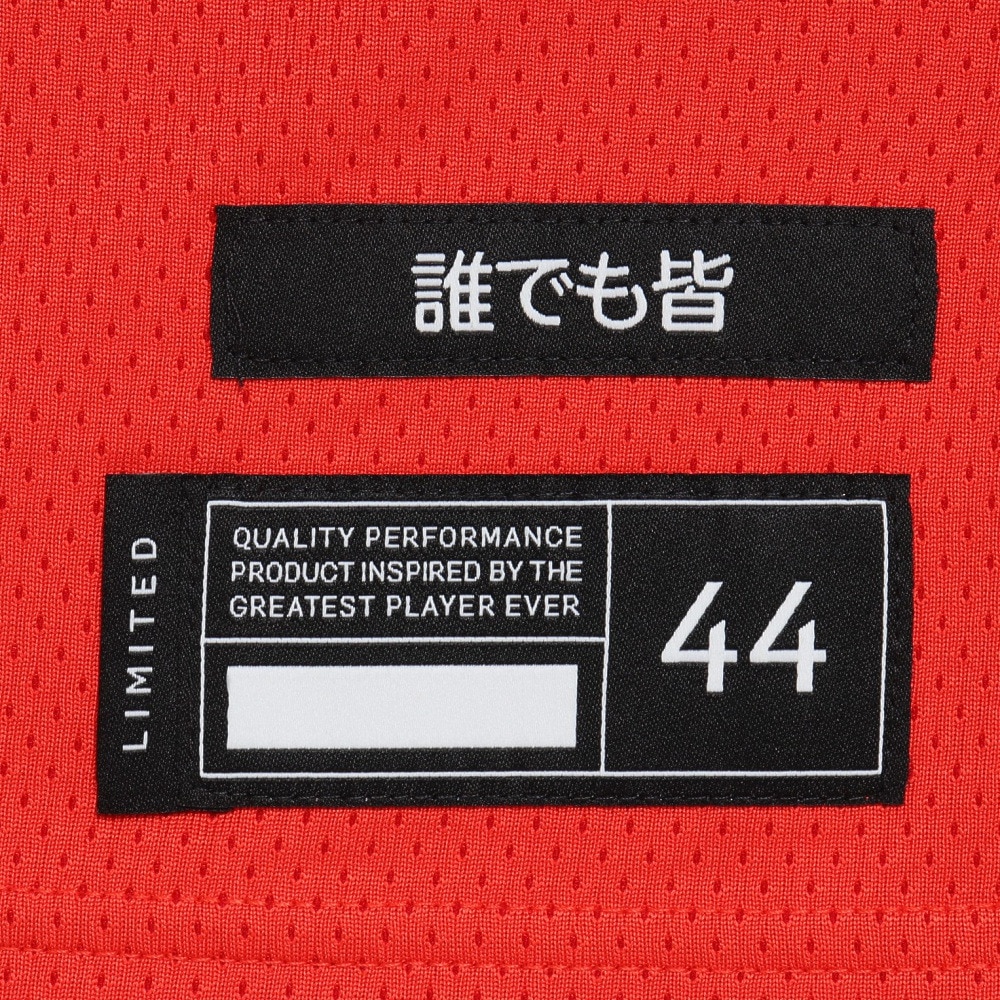 誰でも皆
LIMITED
QUALITY PERFORMANCE
PRODUCT INSPIRED BY THE
GREATEST PLAYER EVER
44